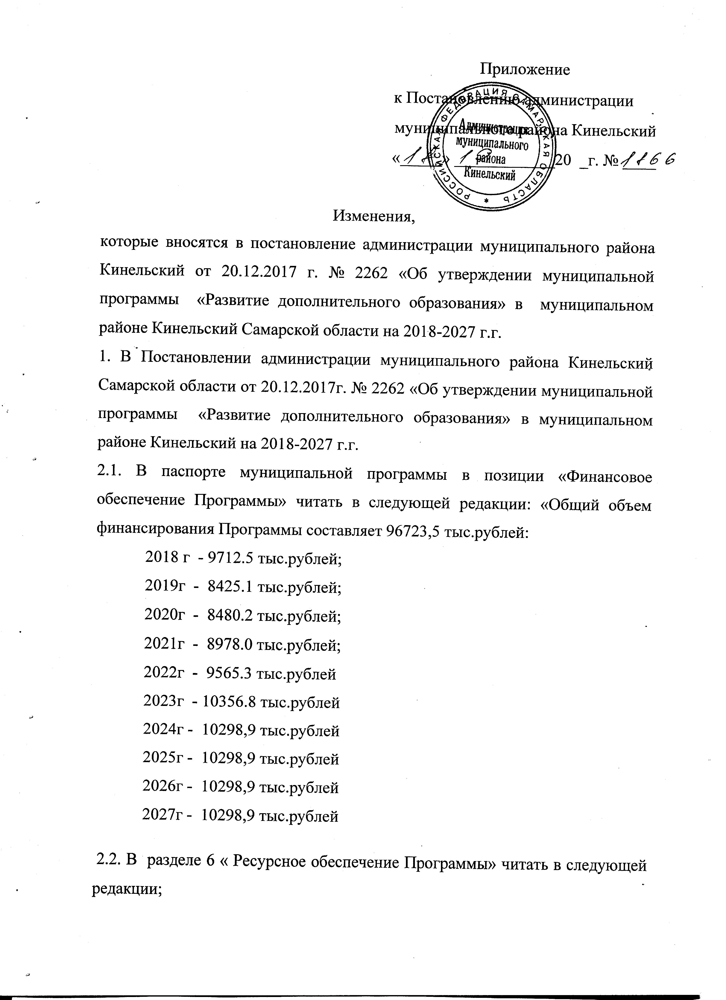 Приложение
к Постановлению администрации
муниципального района Кинельский
« » 20 _г. №
РОССИЙСКАЯ ФЕДЕРАЦИЯ САМАРСКАЯ ОБЛАСТЬ *
Администрация
муниципального
района
Кинельский
Изменения,
которые вносятся в постановление администрации муниципального района
Кинельский от 20.12.2017 г. № 2262 «Об утверждении муниципальной
программы «Развитие дополнительного образования» в муниципальном
районе Кинельский Самарской области на 2018-2027 г.г.
1. В Постановлении администрации муниципального района Кинельский
Самарской области от 20.12.2017г. № 2262 «Об утверждении муниципальной
программы «Развитие дополнительного образования» в муниципальном
районе Кинельский на 2018-2027 г.г.
2.1. В паспорте муниципальной программы в позиции «Финансовое
обеспечение Программы» читать в следующей редакции: «Общий объем
финансирования Программы составляет 96723,5 тыс.рублей:
2018 г - 9712.5 тыс.рублей;
2019г - 8425.1 тыс.рублей;
2020г - 8480.2 тыс.рублей;
2021г - 8978.0 тыс.рублей;
2022г - 9565.3 тыс.рублей
2023г - 10356.8 тыс.рублей
2024г - 10298,9 тыс.рублей
2025г - 10298,9 тыс.рублей
2026г - 10298,9 тыс.рублей
2027г - 10298,9 тыс.рублей
2.2. В разделе 6 « Ресурсное обеспечение Программы» читать в следующей
редакции;